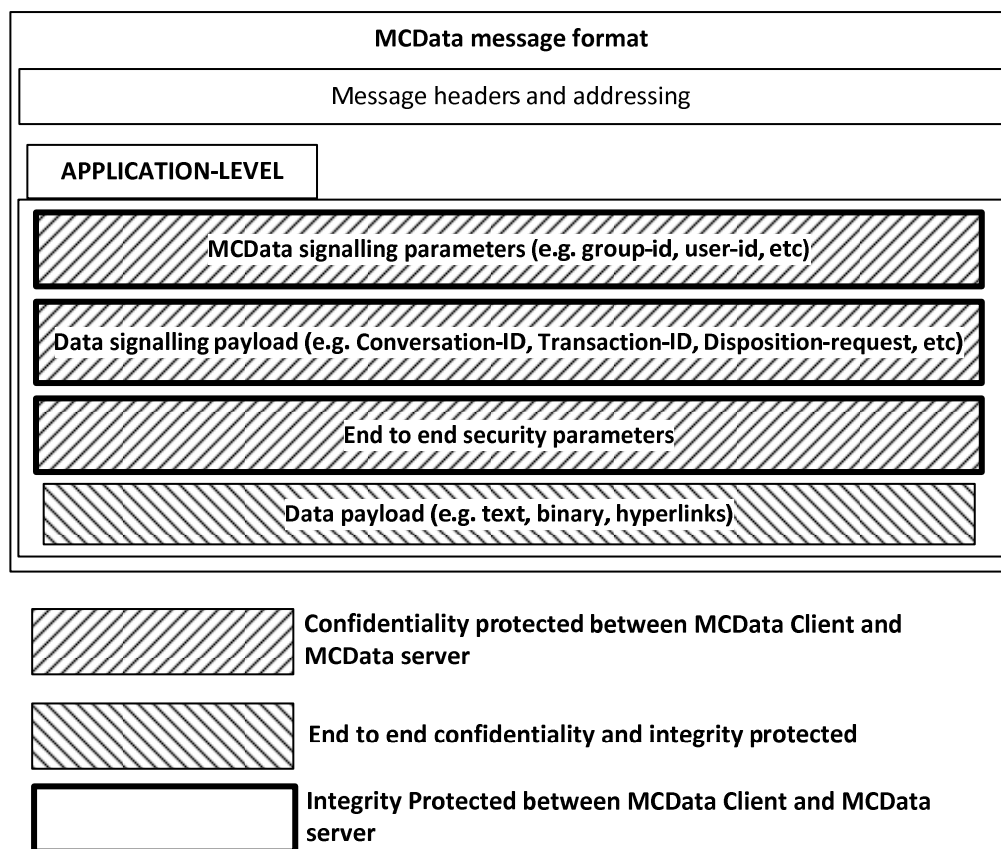 MCData message format
Message headers and addressing
APPLICATION-LEVEL
MCData signalling parameters (e.g. group-id, user-id, etc)
Data signalling payload (e.g. Conversation-ID, Transaction-ID, Disposition-request, etc)
End to end security parameters
Data payload (e.g. text, binary, hyperlinks)
Confidentiality protected between MCData Client and
MCData server
End to end confidentiality and integrity protected
Integrity Protected between MCData Client and MCData
server